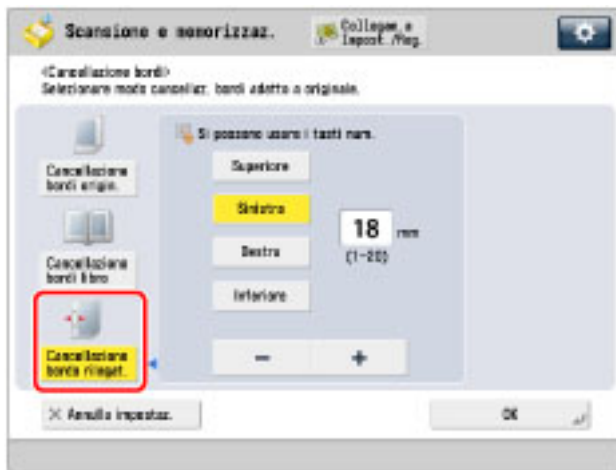 Scansione e memorizzaz.
Collegam. e
Impost./Reg.
<Cancellazione bordi>
Selezionare modo cancellaz. bordi adatto a originale.
Cancellazione
bordi origin.
Cancellazione
bordi libro
Cancellazione
bordo rilegat.
Si possono usare i tasti num.
Superiore
Sinistra
Destra
Inferiore
18 mm
(1-20)
- +
Annulla impostaz.
OK